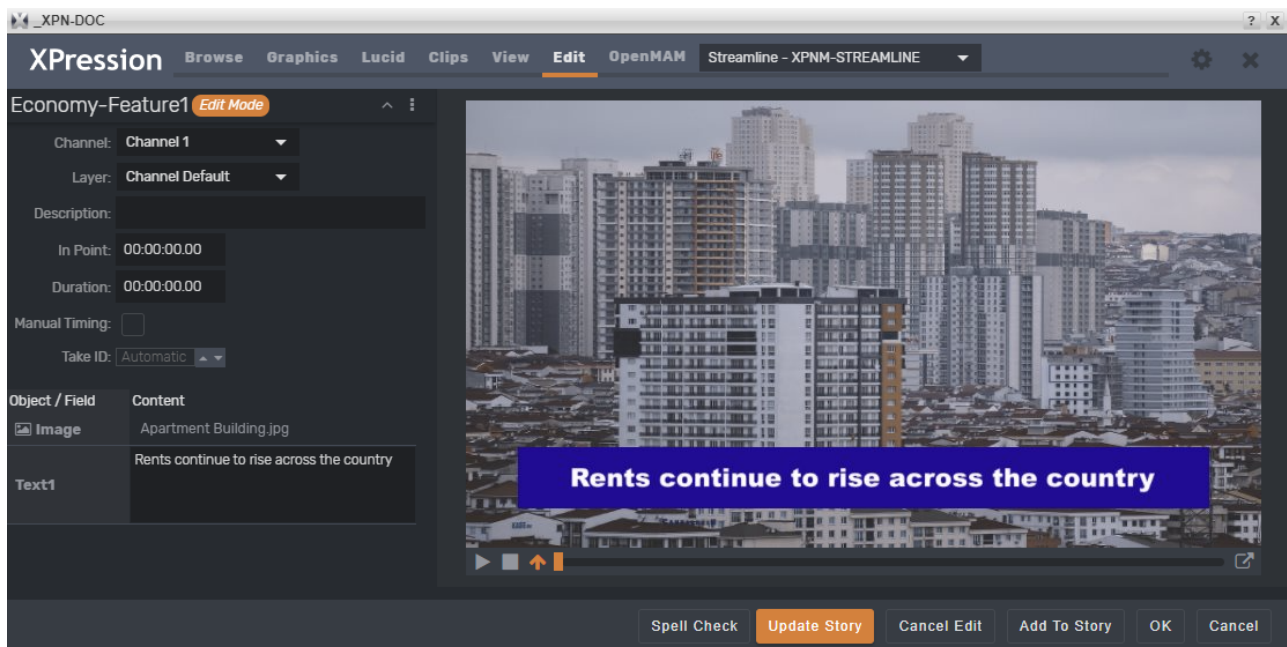 _XPN-DOC ? X
XPression Browse Graphics Lucid Clips View Edit OpenMAM Streamline - XPNM-STREAMLINE
Economy-Feature1 Edit Mode
Channel: Channel 1
Layer: Channel Default
Description:
In Point: 00:00:00.00
Duration: 00:00:00.00
Manual Timing:
Take ID: Automatic
Object / Field Content
Image Apartment Building.jpg
Text1 Rents continue to rise across the country
Rents continue to rise across the country
Spell Check Update Story Cancel Edit Add To Story OK Cancel